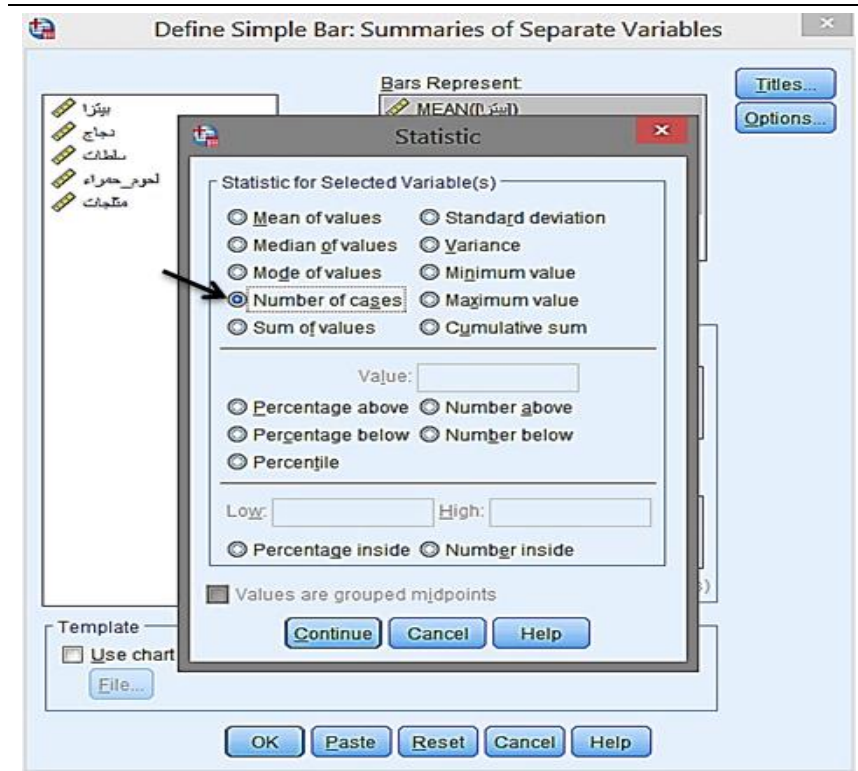 Define Simple Bar: Summaries of Separate Variables
Bars Represent:
Titles...
Options...
بيتزا
دجاج
سلطات
لحوم_حمراء
مثلجات
MEAN([بيتزا])
Statistic
Statistic for Selected Variable(s)
Mean of values Standard deviation
Median of values Variance
Mode of values Minimum value
Number of cases Maximum value
Sum of values Cumulative sum
Value:
Percentage above Number above
Percentage below Number below
Percentile
Low: High:
Percentage inside Number inside
Values are grouped midpoints
Continue Cancel Help
Template
Use chart
File...
OK Paste Reset Cancel Help